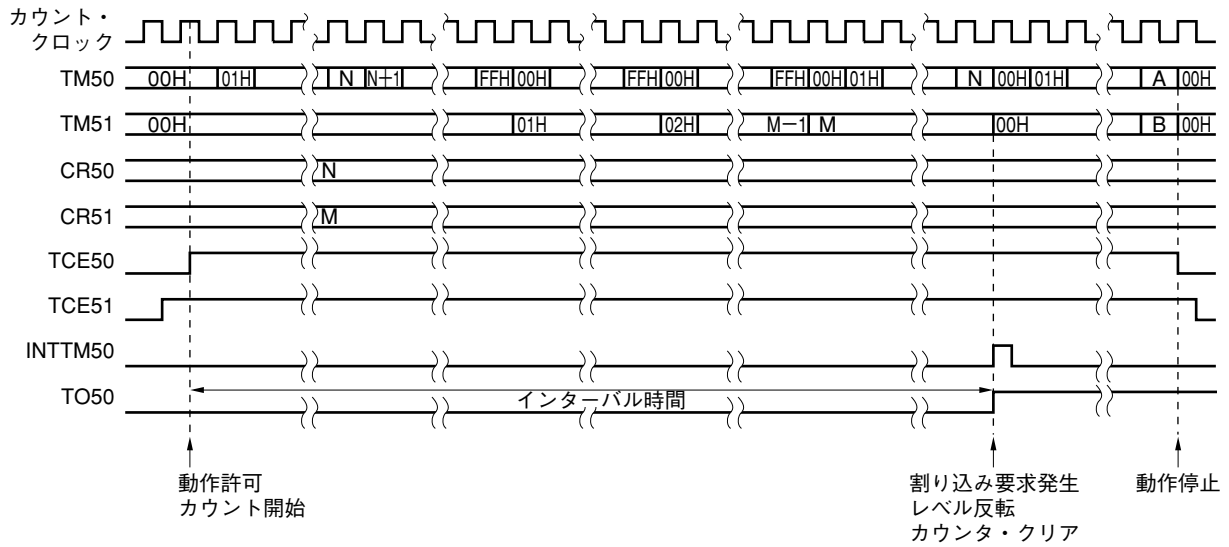 カウント・
クロック
TM50 00H 01H N N+1 FFH 00H FFH 00H FFH 00H 01H N 00H 01H A 00H
TM51 00H 01H 02H M-1 M 00H B 00H
CR50 N
CR51 M
TCE50
TCE51
INTTM50
TO50
インターバル時間
動作許可
カウント開始
割り込み要求発生
レベル反転
カウンタ・クリア
動作停止